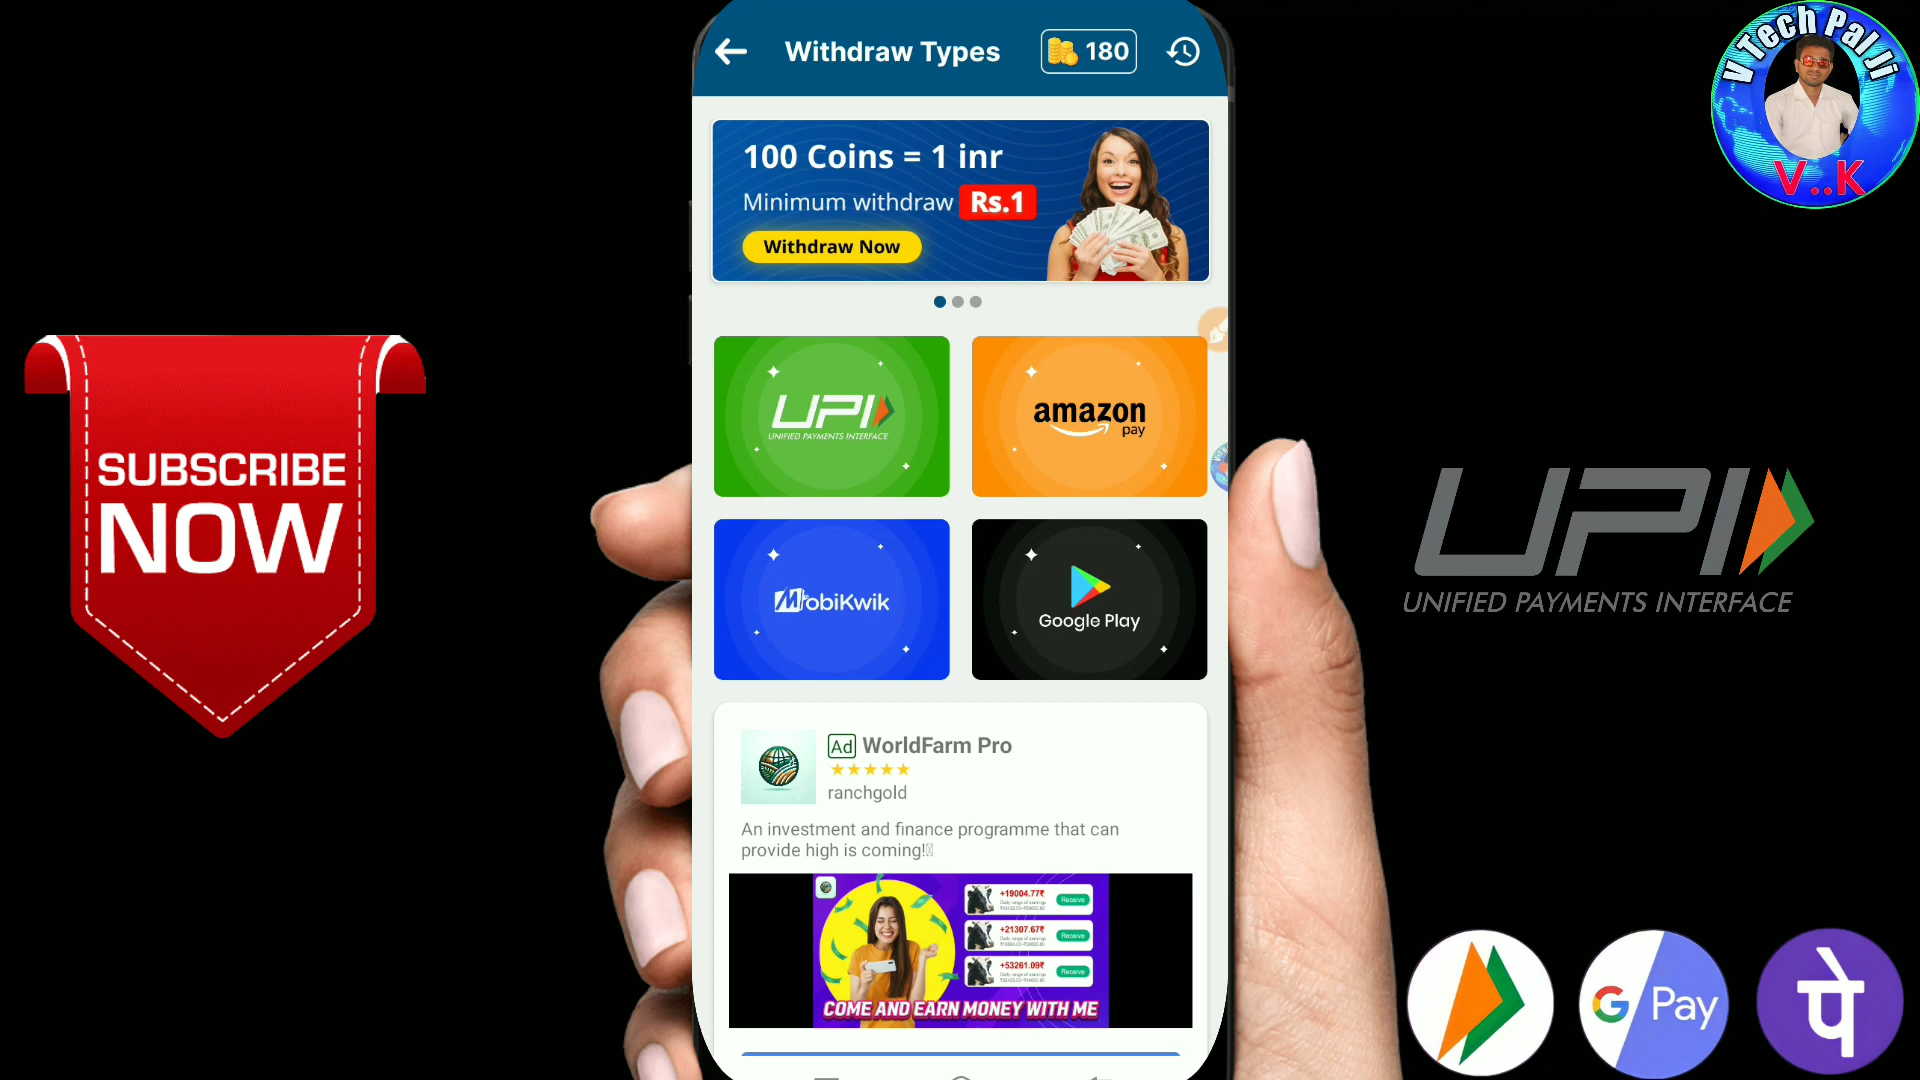 Withdraw Types
180
V Tech Pal Ji
V..K
100 Coins = 1 inr
Minimum withdraw Rs.1
Withdraw Now
UPI
UNIFIED PAYMENTS INTERFACE
amazon
pay
SUBSCRIBE
NOW
UPI
UNIFIED PAYMENTS INTERFACE
MobiKwik
Google Play
Ad WorldFarm Pro
ranchgold
An investment and finance programme that can
provide high is coming!
+19004.77₹
Receive
+21307.67₹
Receive
+53261.09₹
Receive
COME AND EARN MONEY WITH ME
G Pay
पे